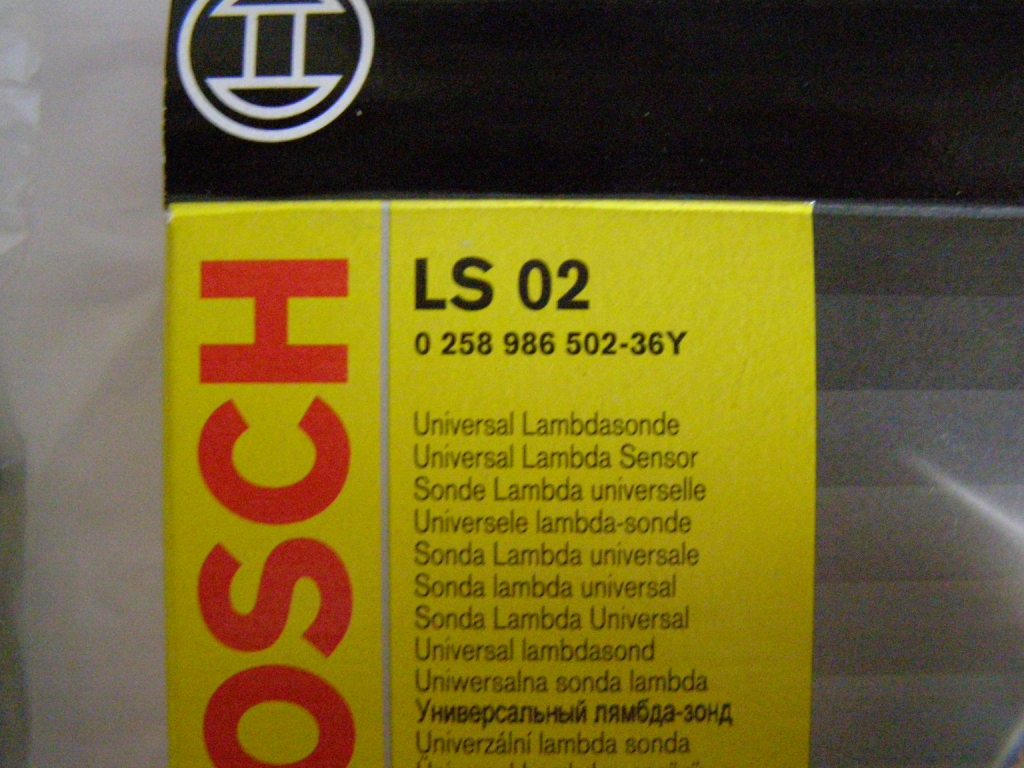 LS 02
0 258 986 502-36Y
Universal Lambdasonde
Universal Lambda Sensor
Sonde Lambda universelle
Universele lambda-sonde
Sonda Lambda universale
Sonda lambda universal
Sonda Lambda Universal
Universal lambdasond
Uniwersalna sonda lambda
Универсальный лямбда-зонд
Univerzální lambda sonda
OSCH